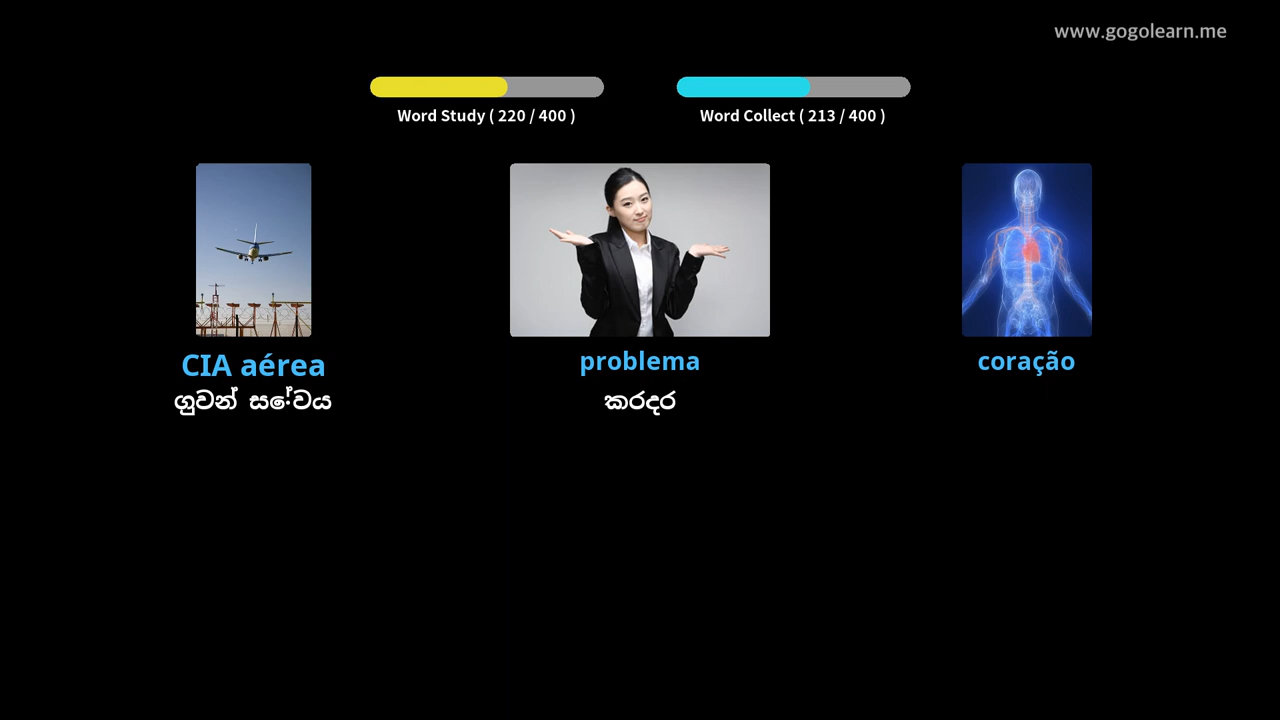 www.gogolearn.me
Word Study ( 220 / 400 )
Word Collect ( 213 / 400 )
CIA aérea
problema
coração
ගුවන් සේවය
කරදර